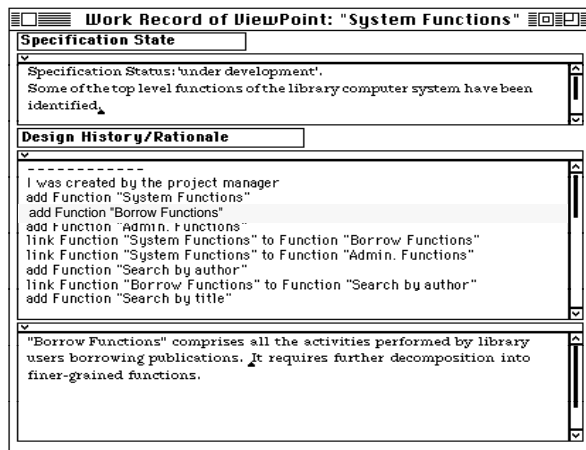 Work Record of ViewPoint: "System Functions"
Specification State
Specification Status: 'under development'.
Some of the top level functions of the library computer system have been
identified.
Design History/Rationale
------------
I was created by the project manager
add Function "System Functions"
add Function "Borrow Functions"
add Function "Admin. Functions"
link Function "System Functions" to Function "Borrow Functions"
link Function "System Functions" to Function "Admin. Functions"
add Function "Search by author"
link Function "Borrow Functions" to Function "Search by author"
add Function "Search by title"
"Borrow Functions" comprises all the activities performed by library
users borrowing publications. It requires further decomposition into
finer-grained functions.